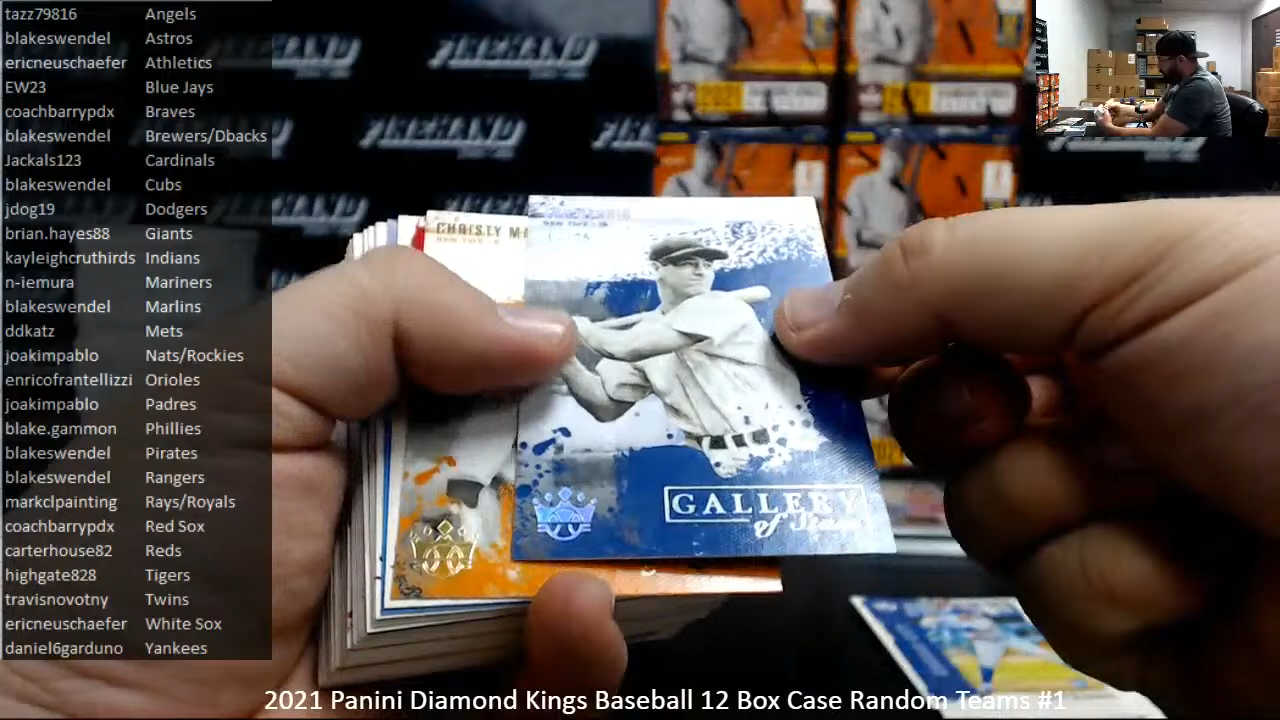 tazz79816 Angels
blakeswendel Astros
ericneuschaefer Athletics
EW23 Blue Jays
coachbarrypdx Braves
blakeswendel Brewers/Dbacks
Jackals123 Cardinals
blakeswendel Cubs
jdog19 Dodgers
brian.hayes88 Giants
kayleighcruthirds Indians
n-iemura Mariners
blakeswendel Marlins
ddkatz Mets
joakimpablo Nats/Rockies
enricofrantellizzi Orioles
joakimpablo Padres
blake.gammon Phillies
blakeswendel Pirates
blakeswendel Rangers
markclpainting Rays/Royals
coachbarrypdx Red Sox
carterhouse82 Reds
highgate828 Tigers
travisnovotny Twins
ericneuschaefer White Sox
daniel6garduno Yankees
FIREHAND
FIREHAND
CHRISTY
GALLERY
of Stars
2021 Panini Diamond Kings Baseball 12 Box Case Random Teams #1